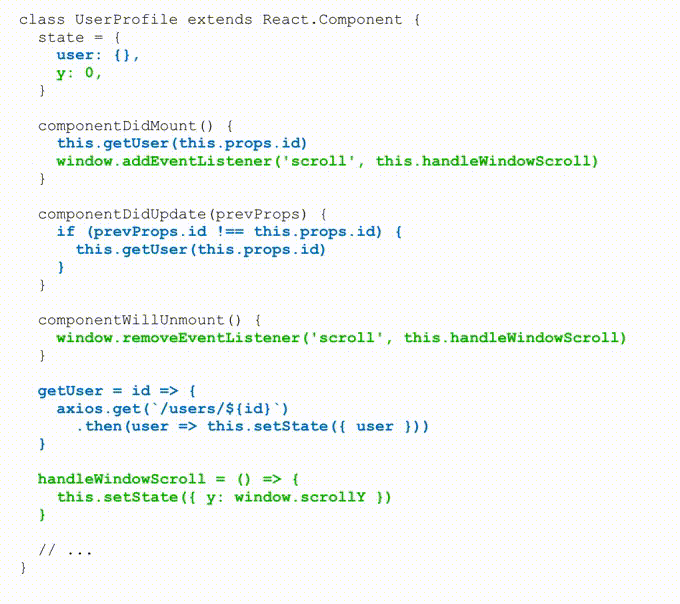 class UserProfile extends React.Component {
  state = {
    user: {},
    y: 0,
  }

  componentDidMount() {
    this.getUser(this.props.id)
    window.addEventListener('scroll', this.handleWindowScroll)
  }

  componentDidUpdate(prevProps) {
    if (prevProps.id !== this.props.id) {
      this.getUser(this.props.id)
    }
  }

  componentWillUnmount() {
    window.removeEventListener('scroll', this.handleWindowScroll)
  }

  getUser = id => {
    axios.get(`/users/${id}`)
      .then(user => this.setState({ user }))
  }

  handleWindowScroll = () => {
    this.setState({ y: window.scrollY })
  }

  // ...
}